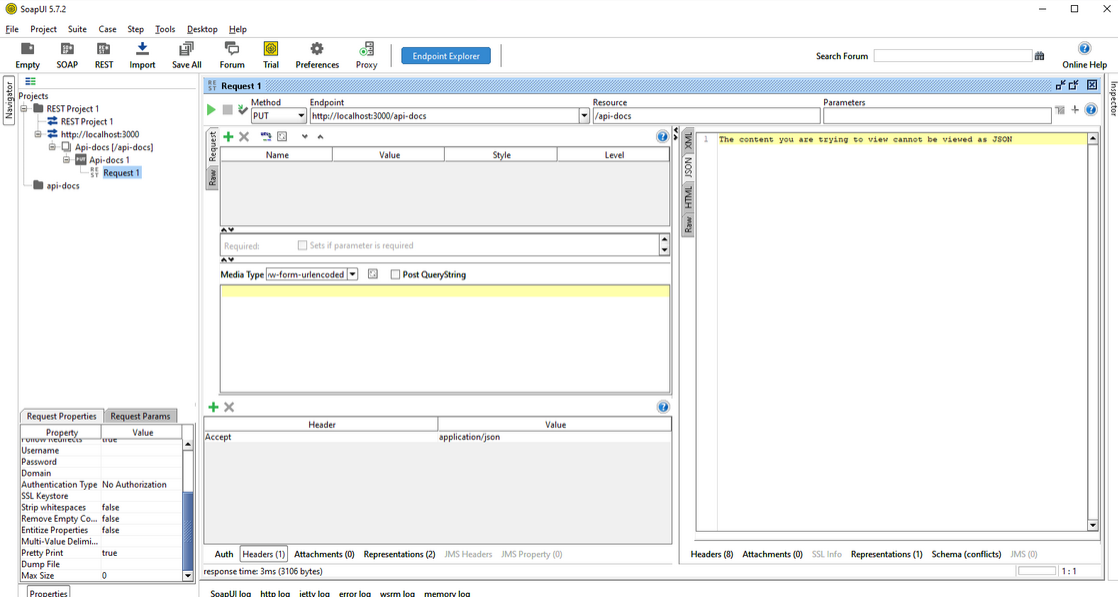 SoapUI 5.7.2
File Project Suite Case Step Tools Desktop Help
Empty SOAP REST Import Save All Forum Trial Preferences Proxy Endpoint Explorer Search Forum Online Help
Navigator
Projects
REST Project 1
REST Project 1
http://localhost:3000
Api-docs [/api-docs]
PUT Api-docs 1
REST Request 1
api-docs
Request Properties Request Params
Property Value
Follow Redirects true
Username
Password
Domain
Authentication Type No Authorization
SSL Keystore
Strip whitespaces false
Remove Empty Co... false
Entitize Properties false
Multi-Value Delimi...
Pretty Print true
Dump File
Max Size 0
Properties
REST Request 1
Method Endpoint Resource Parameters
PUT http://localhost:3000/api-docs /api-docs
Request
Raw
Name Value Style Level
Required: Sets if parameter is required
Media Type w-form-urlencoded Post QueryString
Header Value
Accept application/json
Auth Headers (1) Attachments (0) Representations (2) JMS Headers JMS Property (0)
response time: 3ms (3106 bytes)
XML
JSON
HTML
Raw
1 The content you are trying to view cannot be viewed as JSON
Headers (8) Attachments (0) SSL Info Representations (1) Schema (conflicts) JMS (0)
1 : 1
Inspector
SoapUI log http log jetty log error log wsrm log memory log